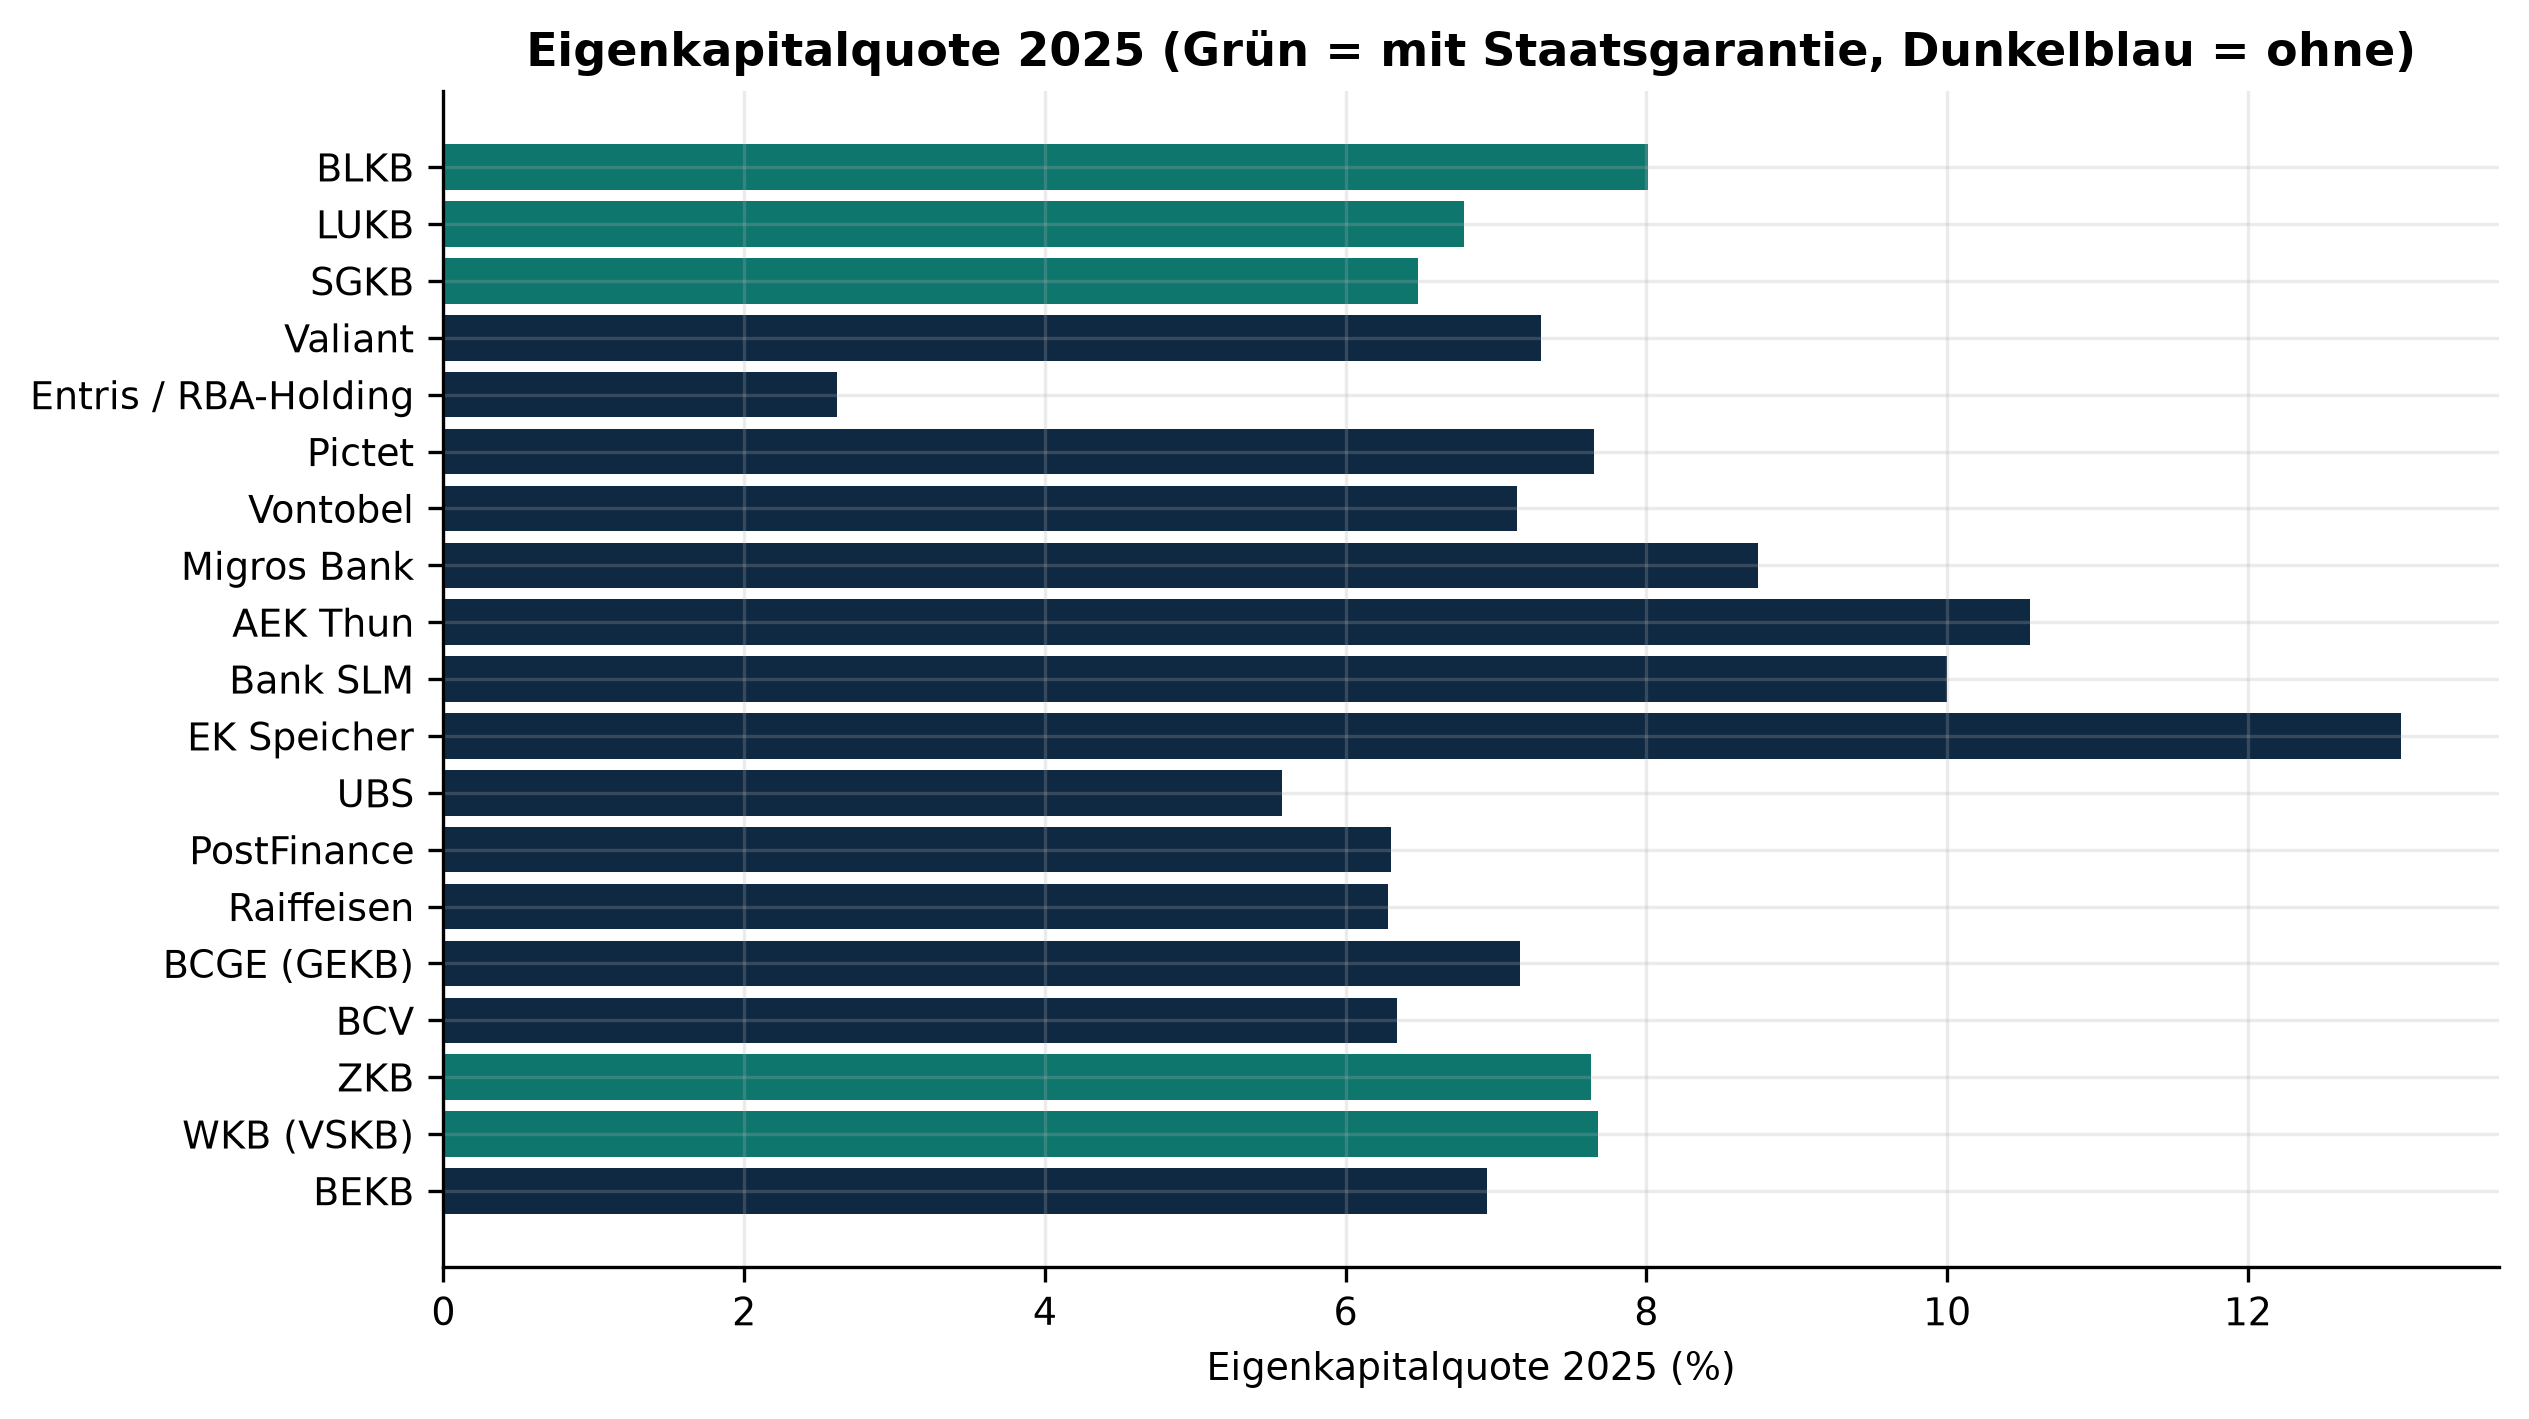 Eigenkapitalquote 2025 (Grün = mit Staatsgarantie, Dunkelblau = ohne)
BLKB
LUKB
SGKB
Valiant
Entris / RBA-Holding
Pictet
Vontobel
Migros Bank
AEK Thun
Bank SLM
EK Speicher
UBS
PostFinance
Raiffeisen
BCGE (GEKB)
BCV
ZKB
WKB (VSKB)
BEKB
0 2 4 6 8 10 12
Eigenkapitalquote 2025 (%)